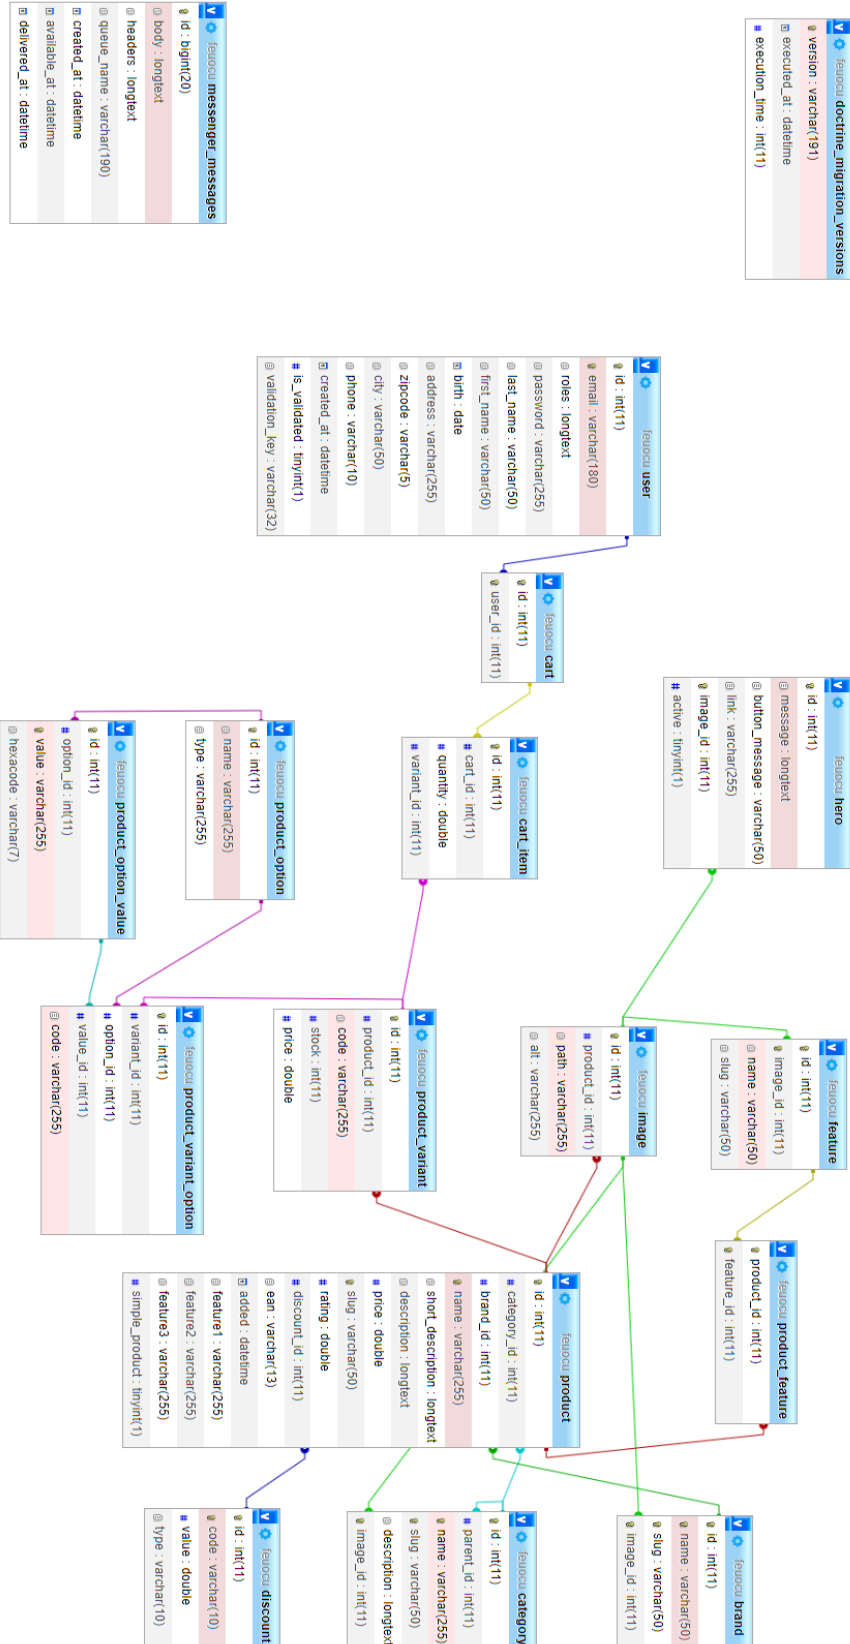 feuocu doctrine_migration_versions
version : varchar(191)
executed_at : datetime
execution_time : int(11)
feuocu messenger_messages
id : bigint(20)
body : longtext
headers : longtext
queue_name : varchar(190)
created_at : datetime
available_at : datetime
delivered_at : datetime
feuocu user
id : int(11)
email : varchar(180)
roles : longtext
password : varchar(255)
last_name : varchar(50)
first_name : varchar(50)
birth : date
address : varchar(255)
zipcode : varchar(5)
city : varchar(50)
phone : varchar(10)
created_at : datetime
is_validated : tinyint(1)
validation_key : varchar(32)
feuocu cart
id : int(11)
user_id : int(11)
feuocu hero
id : int(11)
message : longtext
button_message : varchar(50)
link : varchar(255)
image_id : int(11)
active : tinyint(1)
feuocu cart_item
id : int(11)
cart_id : int(11)
quantity : double
variant_id : int(11)
feuocu product_option
id : int(11)
name : varchar(255)
type : varchar(255)
feuocu product_option_value
id : int(11)
option_id : int(11)
value : varchar(255)
hexacode : varchar(7)
feuocu feature
id : int(11)
image_id : int(11)
name : varchar(50)
slug : varchar(50)
feuocu image
id : int(11)
product_id : int(11)
path : varchar(255)
alt : varchar(255)
feuocu product_variant
id : int(11)
product_id : int(11)
code : varchar(255)
stock : int(11)
price : double
feuocu product_variant_option
id : int(11)
variant_id : int(11)
option_id : int(11)
value_id : int(11)
code : varchar(255)
feuocu product_feature
product_id : int(11)
feature_id : int(11)
feuocu product
id : int(11)
category_id : int(11)
brand_id : int(11)
name : varchar(255)
short_description : longtext
description : longtext
price : double
slug : varchar(50)
rating : double
discount_id : int(11)
ean : varchar(13)
added : datetime
feature1 : varchar(255)
feature2 : varchar(255)
feature3 : varchar(255)
simple_product : tinyint(1)
feuocu brand
id : int(11)
name : varchar(50)
slug : varchar(50)
image_id : int(11)
feuocu category
id : int(11)
parent_id : int(11)
name : varchar(255)
slug : varchar(50)
description : longtext
image_id : int(11)
feuocu discount
id : int(11)
code : varchar(10)
value : double
type : varchar(10)